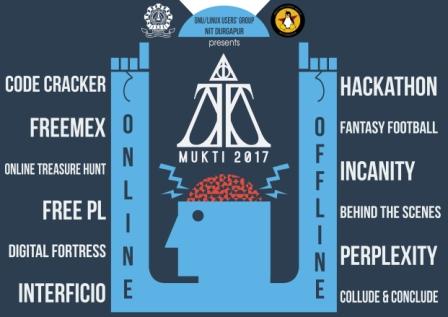 GNU/LINUX USERS' GROUP
NIT DURGAPUR
presents
MUKTI 2017
ONLINE
CODE CRACKER
FREEMEX
ONLINE TREASURE HUNT
FREE PL
DIGITAL FORTRESS
INTERFICIO
OFFLINE
HACKATHON
FANTASY FOOTBALL
INCANITY
BEHIND THE SCENES
PERPLEXITY
COLLUDE & CONCLUDE